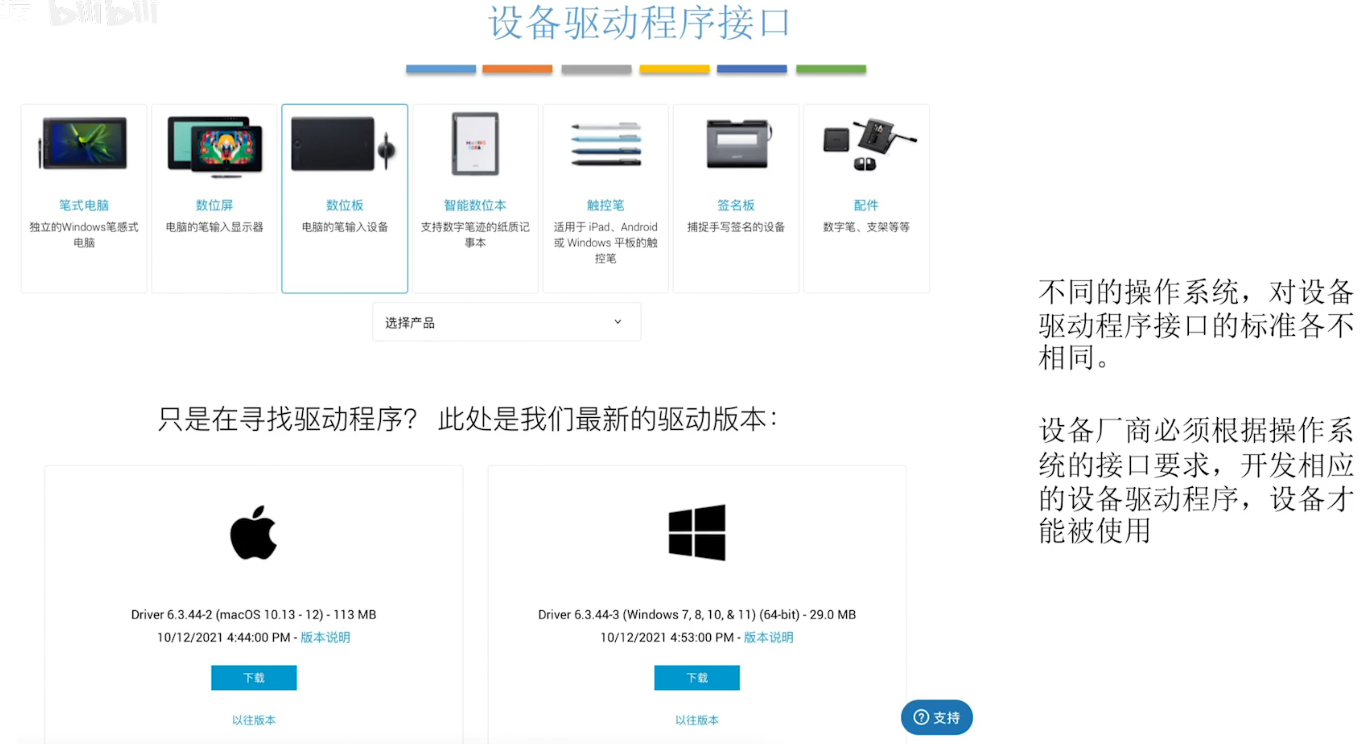 bilibili
设备驱动程序接口
笔式电脑
独立的Windows笔感式
电脑
数位屏
电脑的笔输入显示器
数位板
电脑的笔输入设备
智能数位本
支持数字笔迹的纸质记
事本
触控笔
适用于 iPad、Android
或 Windows 平板的触
控笔
签名板
捕捉手写签名的设备
配件
数字笔、支架等等
选择产品
不同的操作系统，对设备
驱动程序接口的标准各不
相同。
设备厂商必须根据操作系
统的接口要求，开发相应
的设备驱动程序，设备才
能被使用
只是在寻找驱动程序？ 此处是我们最新的驱动版本：
Driver 6.3.44-2 (macOS 10.13 - 12) - 113 MB
10/12/2021 4:44:00 PM - 版本说明
下载
以往版本
Driver 6.3.44-3 (Windows 7, 8, 10, & 11) (64-bit) - 29.0 MB
10/12/2021 4:53:00 PM - 版本说明
下载
以往版本
支持